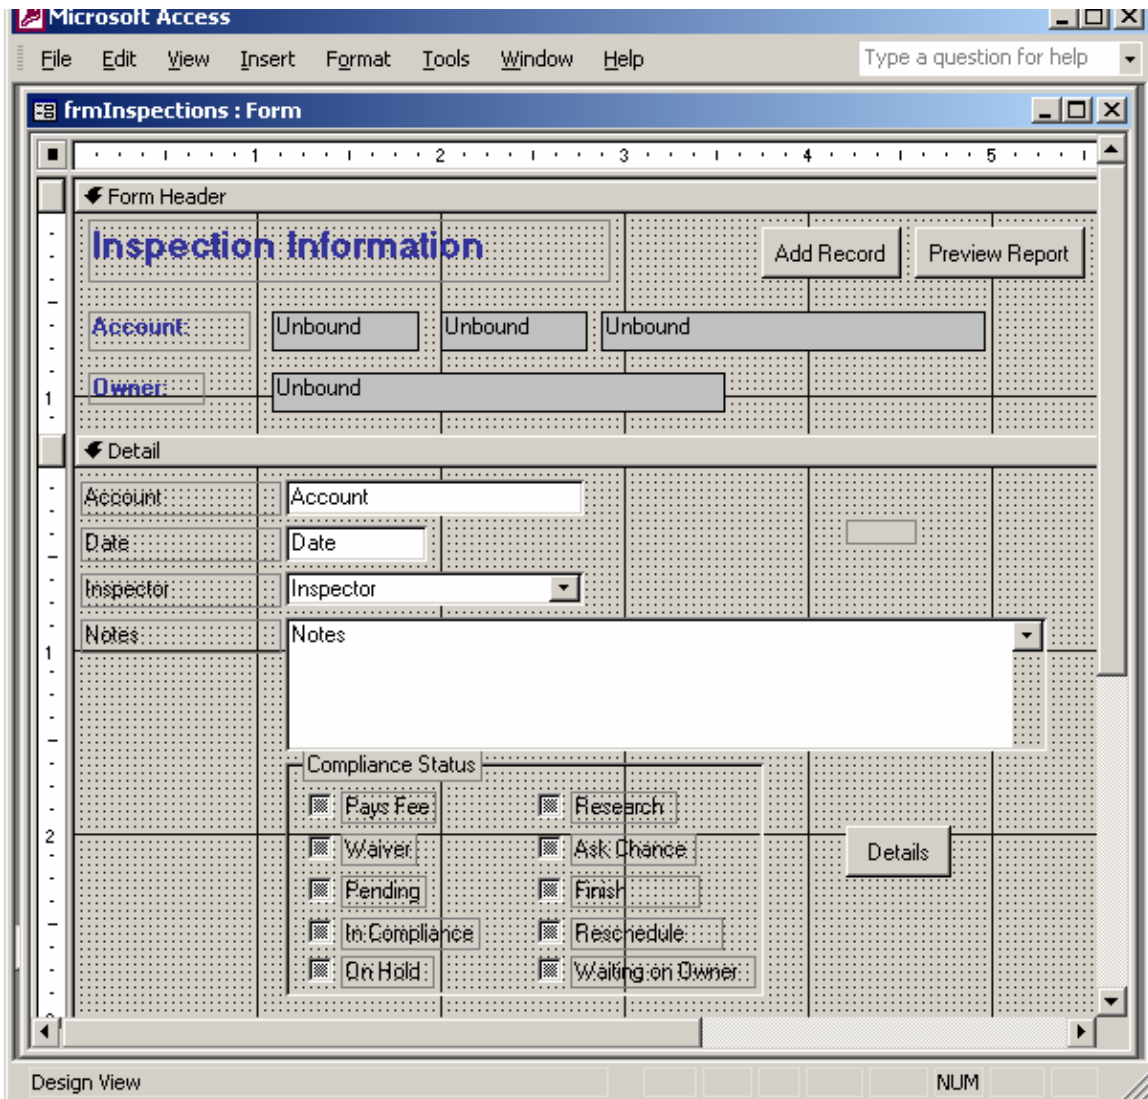 Microsoft Access
File Edit View Insert Format Tools Window Help Type a question for help
frmInspections : Form
1 2 3 4 5
Form Header
Inspection Information Add Record Preview Report
Account: Unbound Unbound Unbound
Owner: Unbound
1
Detail
Account Account
Date Date
Inspector Inspector
Notes Notes
1
Compliance Status
Pays Fee Research
2
Waiver Ask Chance Details
Pending Finish
In Compliance Reschedule
On Hold Waiting on Owner
Design View NUM